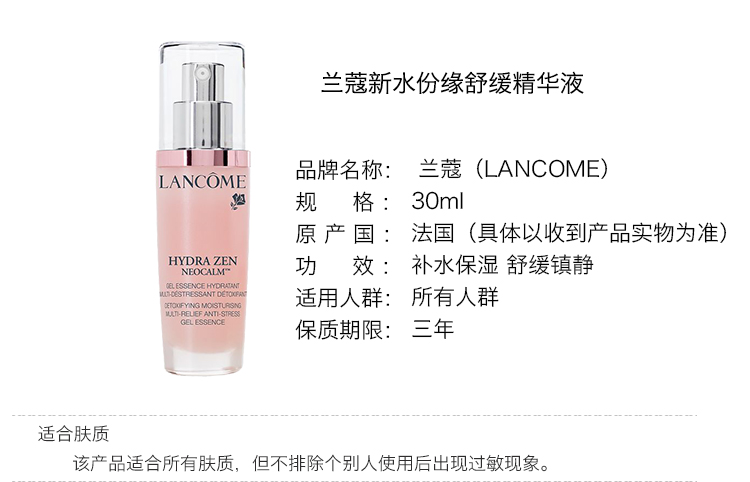 兰蔻新水份缘舒缓精华液
品牌名称： 兰蔻（LANCOME）
规 格： 30ml
原 产 国： 法国（具体以收到产品实物为准）
功 效： 补水保湿 舒缓镇静
适用人群： 所有人群
保质期限： 三年
LANCÔME
HYDRA ZEN
NEOCALM™
GEL ESSENCE HYDRATANT
MULTI-DÉSTRESSANT DÉTOXIFIANT
DETOXIFYING MOISTURISING
MULTI-RELIEF ANTI-STRESS
GEL ESSENCE
适合肤质
该产品适合所有肤质，但不排除个别人使用后出现过敏现象。